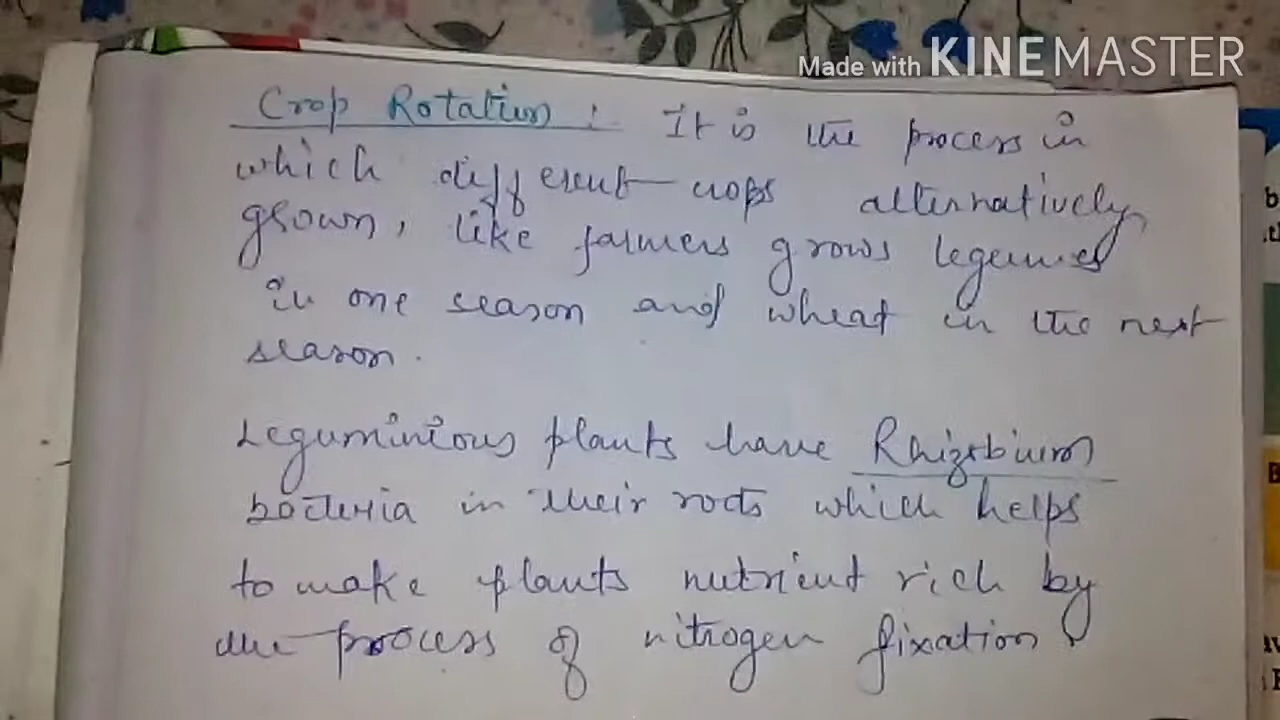 Made with KINEMASTER
Crop Rotation : It is the process in
which different crops alternatively
grown, like farmers grows legumes
in one season and wheat in the next
season.
Leguminious plants have Rhizobium
bacteria in their roots which helps
to make plants nutrient rich by
the process of nitrogen fixation.